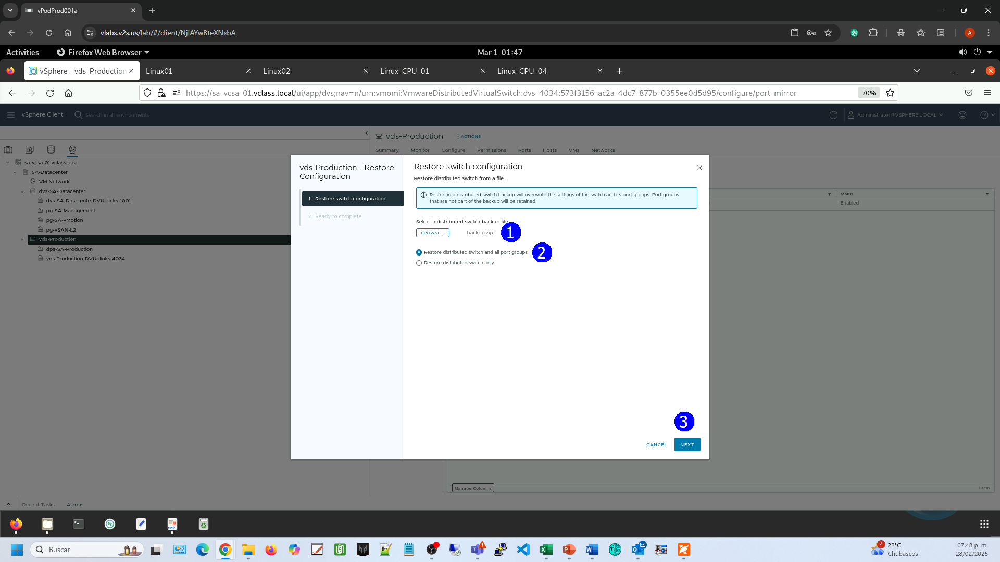 vPodProd001a
vlabs.v2s.us/lab/#/client/NjIAYwBteXNxbA
A
Activities
Firefox Web Browser
Mar 1 01:47
vSphere - vds-Production
Linux01
Linux02
Linux-CPU-01
Linux-CPU-04
https://sa-vcsa-01.vclass.local/ui/app/dvs;nav=n/urn:vmomi:VmwareDistributedVirtualSwitch:dvs-4034:573f3156-ac2a-4dc7-877b-0355ee0d5d95/configure/port-mirror
70%
vSphere Client
Search in all environments
Administrator@VSPHERE.LOCAL
vds-Production
ACTIONS
Summary
Monitor
Configure
Permissions
Ports
Hosts
VMs
Networks
sa-vcsa-01.vclass.local
SA-Datacenter
VM Network
dvs-SA-Datacenter
dvs-SA-Datacente-DVUplinks-1001
pg-SA-Management
pg-SA-vMotion
pg-vSAN-L2
vds-Production
dps-SA-Production
vds Production-DVUplinks-4034
Status
Enabled
vds-Production - Restore
Configuration
1 Restore switch configuration
2 Ready to complete
Restore switch configuration
Restore distributed switch from a file.
Restoring a distributed switch backup will overwrite the settings of the switch and its port groups. Port groups
that are not part of the backup will be retained.
Select a distributed switch backup file.
BROWSE...
backup.zip
1
Restore distributed switch and all port groups
2
Restore distributed switch only
3
CANCEL
NEXT
Manage Columns
1 item
Recent Tasks
Alarms
Buscar
4
22°C
Chubascos
07:48 p. m.
28/02/2025